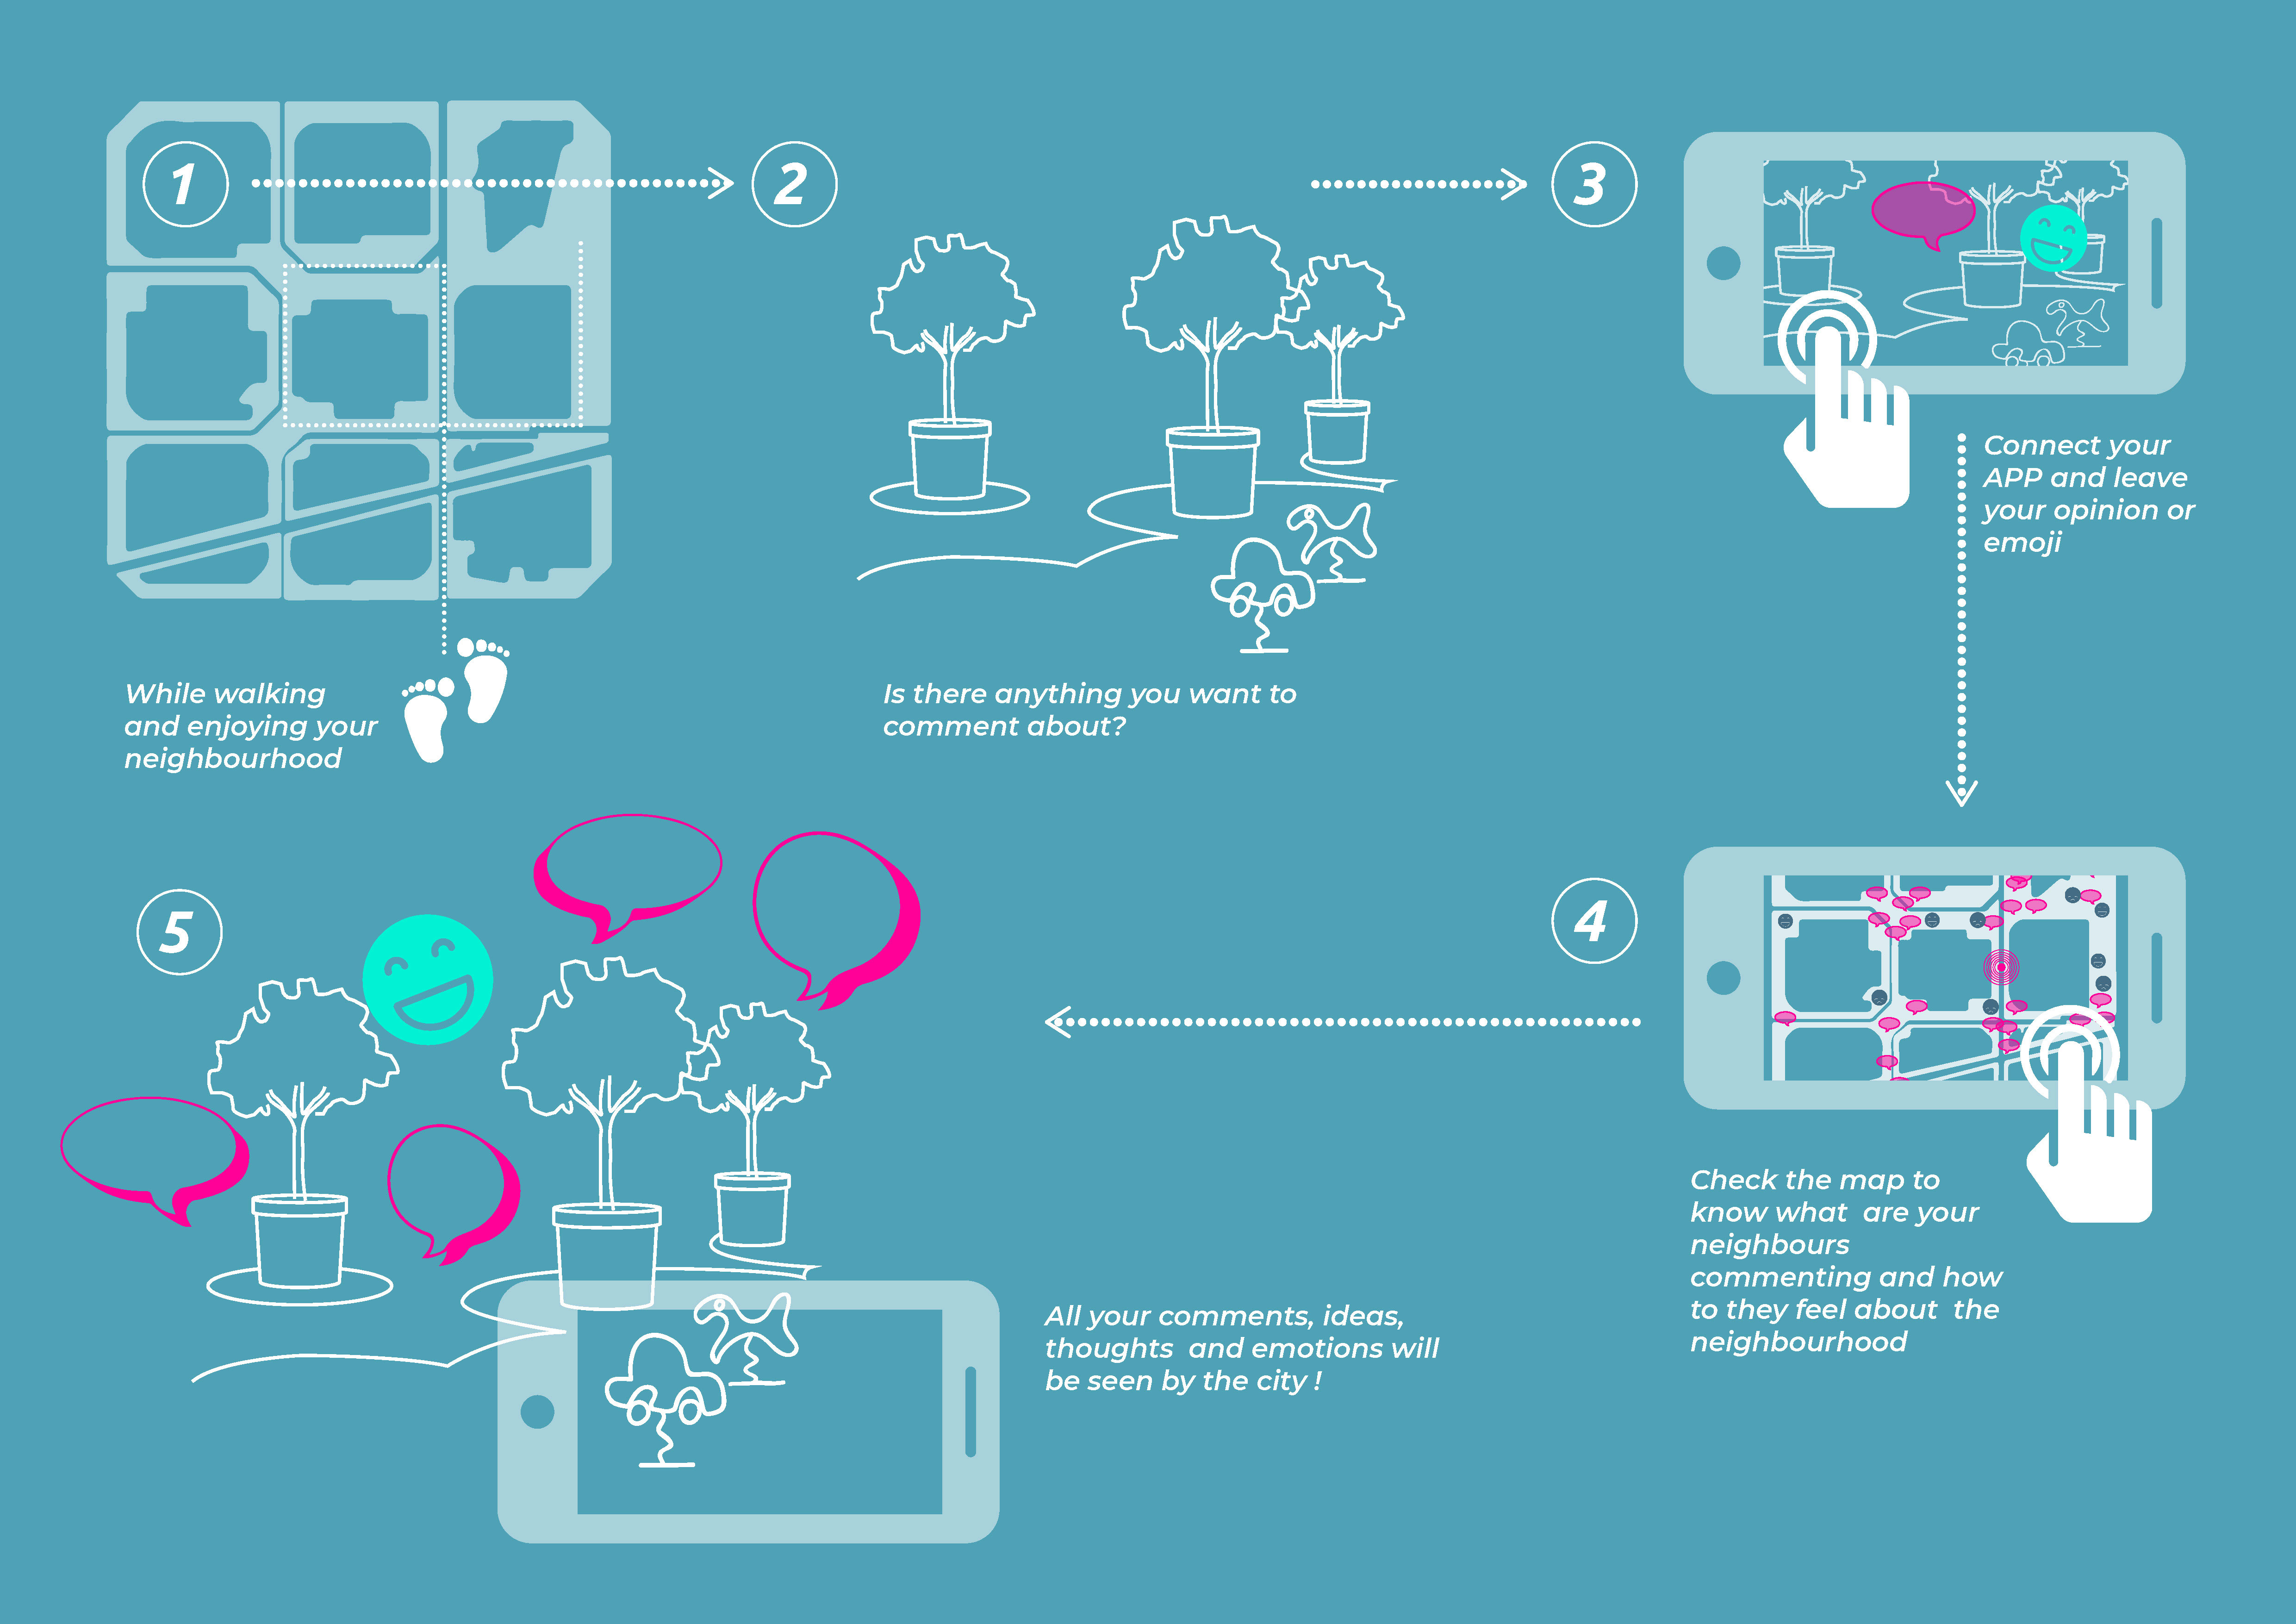 1
While walking
and enjoying your
neighbourhood
2
Is there anything you want to
comment about?
3
Connect your
APP and leave
your opinion or
emoji
4
Check the map to
know what  are your
neighbours
commenting and how
to they feel about  the
neighbourhood
5
All your comments, ideas,
thoughts  and emotions will
be seen by the city !